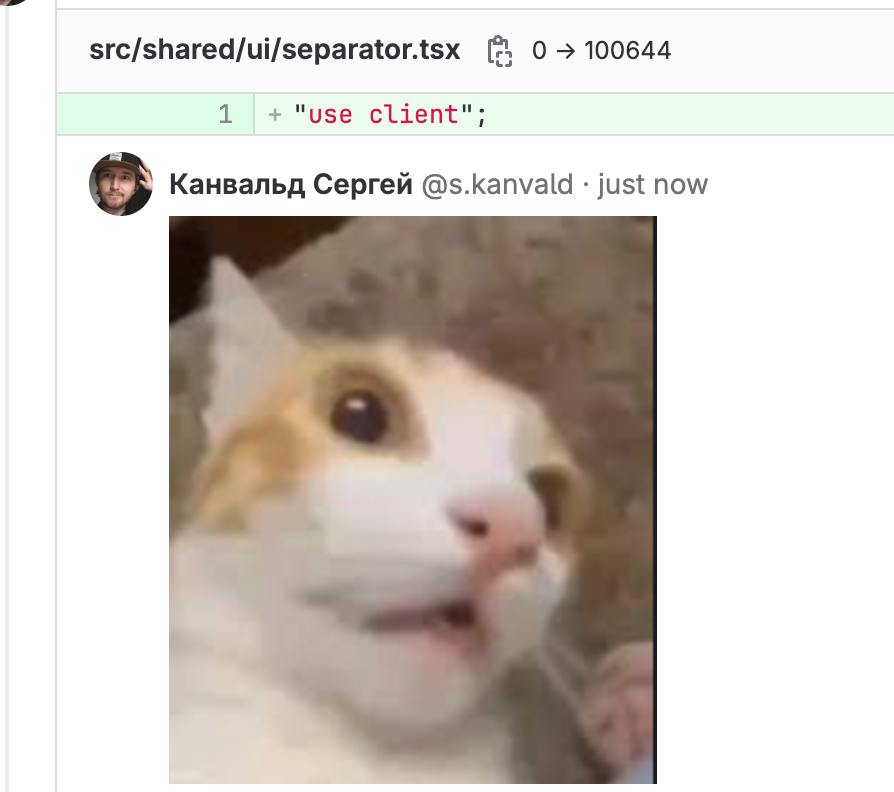 src/shared/ui/separator.tsx 0 → 100644
1 + "use client";
Канвальд Сергей @s.kanvald · just now